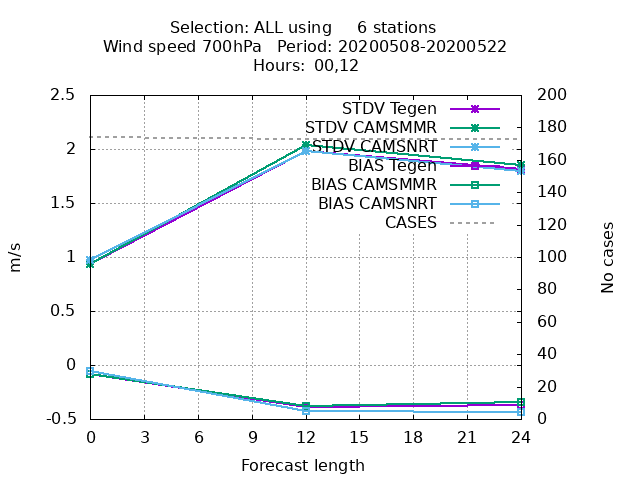 Selection: ALL using     6 stations
Wind speed 700hPa   Period: 20200508-20200522
Hours:  00,12
2.5
2
1.5
1
0.5
0
-0.5
m/s
STDV Tegen
STDV CAMSMMR
STDV CAMSNRT
BIAS Tegen
BIAS CAMSMMR
BIAS CAMSNRT
CASES
200
180
160
140
120
100
80
60
40
20
0
No cases
0 3 6 9 12 15 18 21 24
Forecast length